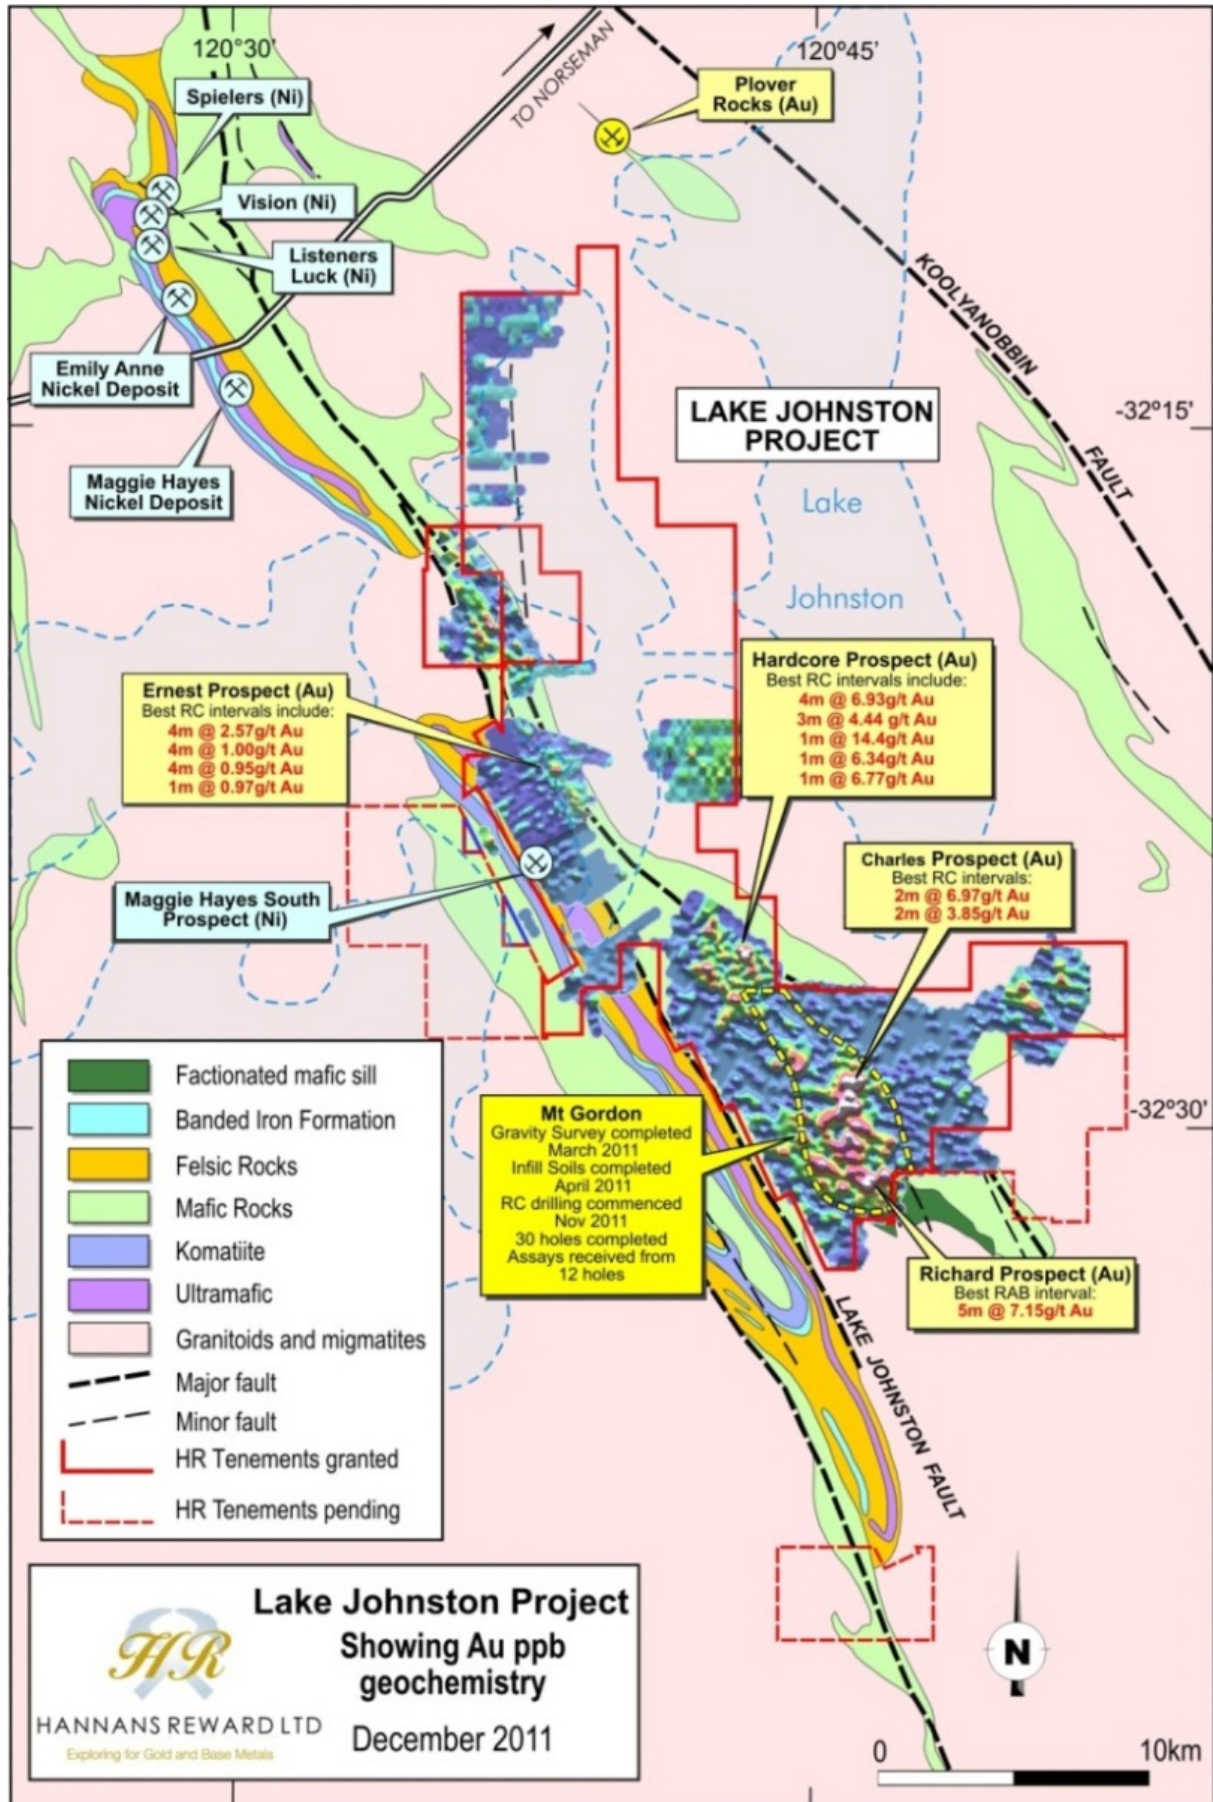 120°30'
120º45'
TO NORSEMAN
Plover
Rocks (Au)
Spielers (Ni)
Vision (Ni)
Listeners
Luck (Ni)
KOOLYANOBBIN
FAULT
Emily Anne
Nickel Deposit
LAKE JOHNSTON
PROJECT
-32º15'
Maggie Hayes
Nickel Deposit
Lake
Johnston
Hardcore Prospect (Au)
Best RC intervals include:
4m @ 6.93g/t Au
3m @ 4.44 g/t Au
1m @ 14.4g/t Au
1m @ 6.34g/t Au
1m @ 6.77g/t Au
Ernest Prospect (Au)
Best RC intervals include:
4m @ 2.57g/t Au
4m @ 1.00g/t Au
4m @ 0.95g/t Au
1m @ 0.97g/t Au
Charles Prospect (Au)
Best RC intervals:
2m @ 6.97g/t Au
2m @ 3.85g/t Au
Maggie Hayes South
Prospect (Ni)
-32º30'
Mt Gordon
Gravity Survey completed
March 2011
Infill Soils completed
April 2011
RC drilling commenced
Nov 2011
30 holes completed
Assays received from
12 holes
Richard Prospect (Au)
Best RAB interval:
5m @ 7.15g/t Au
LAKE JOHNSTON FAULT
Factionated mafic sill
Banded Iron Formation
Felsic Rocks
Mafic Rocks
Komatiite
Ultramafic
Granitoids and migmatites
Major fault
Minor fault
HR Tenements granted
HR Tenements pending
Lake Johnston Project
Showing Au ppb
geochemistry
December 2011
HR
HANNANS REWARD LTD
Exploring for Gold and Base Metals
N
0
10km